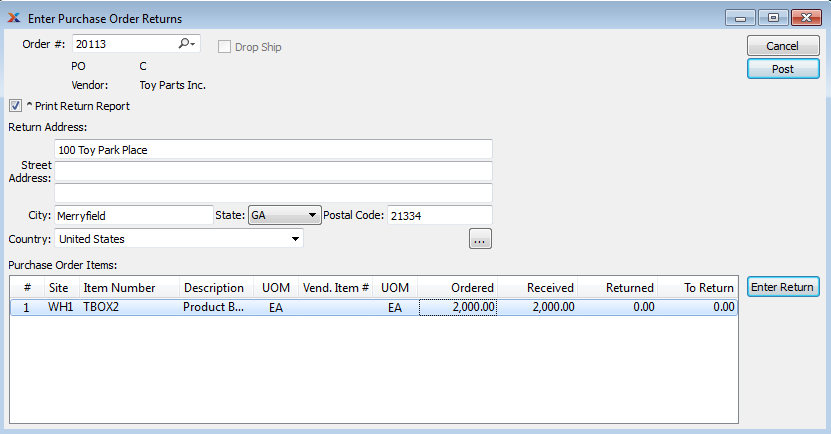 Enter Purchase Order Returns
Order #: 20113 Drop Ship Cancel
PO C Post
Vendor: Toy Parts Inc.
^ Print Return Report
Return Address:
100 Toy Park Place
Street
Address:
City: Merryfield State: GA Postal Code: 21334
Country: United States ...
Purchase Order Items:
# Site Item Number Description UOM Vend. Item # UOM Ordered Received Returned To Return Enter Return
1 WH1 TBOX2 Product B... EA EA 2,000.00 2,000.00 0.00 0.00